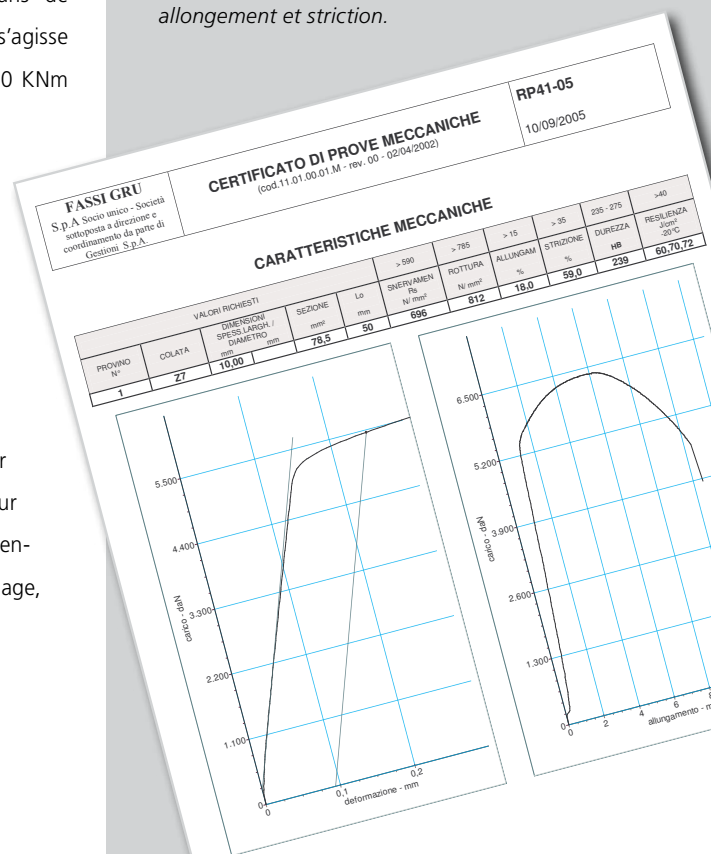 allongement et striction.
s'agisse
0 KNm
FASSI GRU
S.p.A Socio unico - Società
sottoposta a direzione e
coordinamento da parte di
Gestioni S.p.A.
CERTIFICATO DI PROVE MECCANICHE
(cod.11.01.00.01.M - rev. 00 - 02/04/2002)
RP41-05
10/09/2005
CARATTERISTICHE MECCANICHE
VALORI RICHIESTI
> 590
> 785
> 15
> 35
235 - 275
>40
PROVINO
N°
COLATA
DIMENSIONI
SPESS.LARGH. /
DIAMETRO
mm
mm
SEZIONE
mm²
Lo
mm
SNERVAMEN
Rs
N/ mm²
ROTTURA
N/ mm²
ALLUNGAM
%
STRIZIONE
%
DUREZZA
HB
RESILIENZA
J/cm²
-20°C
1
Z7
10,00
78,5
50
696
812
18,0
59,0
239
60,70,72
r
ur
en-
age,
5.500
4.400
3.300
2.200
1.100
0
carico - daN
0
0,1
0,2
deformazione - mm
6.500
5.200
3.900
2.600
1.300
0
carico - daN
0
2
4
6
allungamento - m